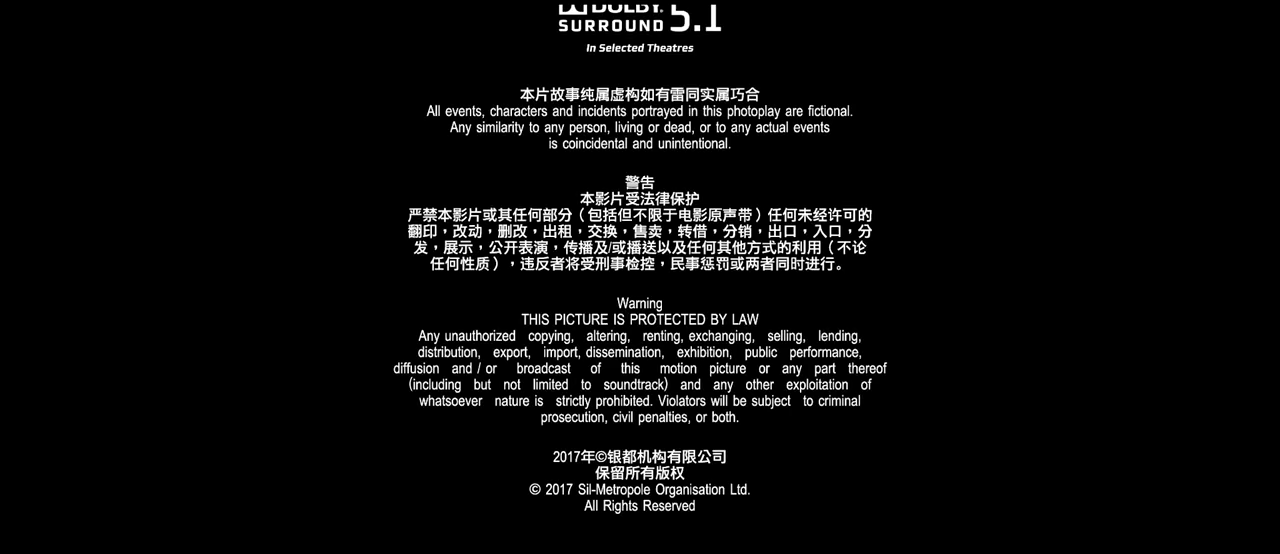 DOLBY.
SURROUND 5.1
In Selected Theatres
本片故事纯属虚构如有雷同实属巧合
All events, characters and incidents portrayed in this photoplay are fictional.
Any similarity to any person, living or dead, or to any actual events
is coincidental and unintentional.
警告
本影片受法律保护
严禁本影片或其任何部分（包括但不限于电影原声带）任何未经许可的
翻印，改动，删改，出租，交换，售卖，转借，分销，出口，入口，分
发，展示，公开表演，传播及/或播送以及任何其他方式的利用（不论
任何性质），违反者将受刑事检控，民事惩罚或两者同时进行。
Warning
THIS PICTURE IS PROTECTED BY LAW
Any unauthorized copying, altering, renting, exchanging, selling, lending,
distribution, export, import, dissemination, exhibition, public performance,
diffusion and / or broadcast of this motion picture or any part thereof
(including but not limited to soundtrack) and any other exploitation of
whatsoever nature is strictly prohibited. Violators will be subject to criminal
prosecution, civil penalties, or both.
2017年©银都机构有限公司
保留所有版权
© 2017 Sil-Metropole Organisation Ltd.
All Rights Reserved